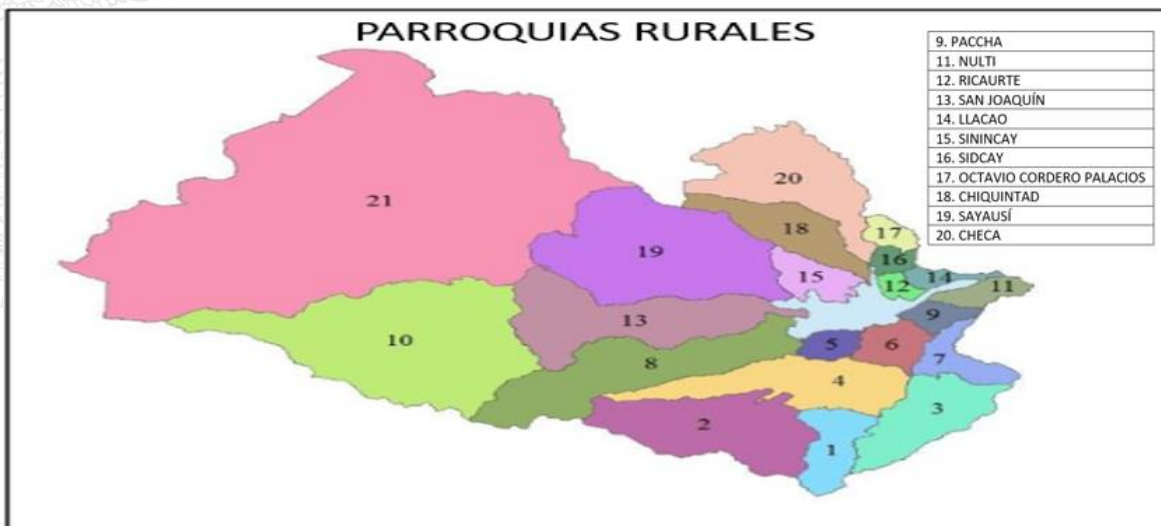 PARROQUIAS RURALES
9. PACCHA
11. NULTI
12. RICAURTE
13. SAN JOAQUÍN
14. LLACAO
15. SININCAY
16. SIDCAY
17. OCTAVIO CORDERO PALACIOS
18. CHIQUINTAD
19. SAYAUSÍ
20. CHECA
20
21
18
17
19
16
15
14
12
11
13
9
10
5
6
8
7
4
3
2
1